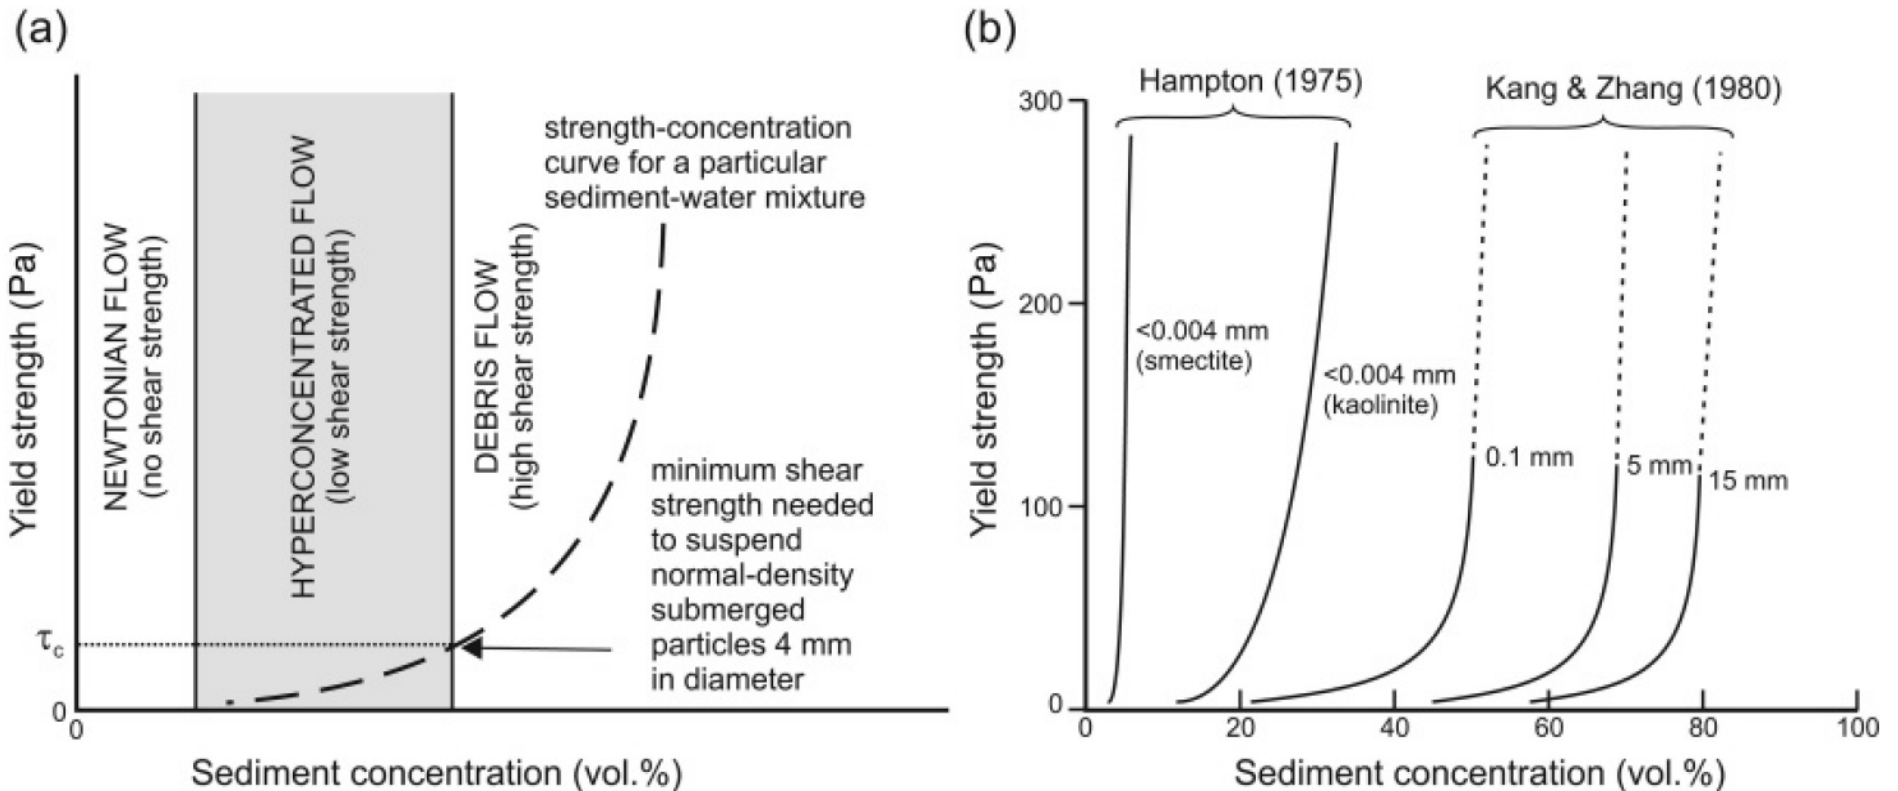 (a)
Yield strength (Pa)
NEWTONIAN FLOW
(no shear strength)
HYPERCONCENTRATED FLOW
(low shear strength)
DEBRIS FLOW
(high shear strength)
strength-concentration
curve for a particular
sediment-water mixture
minimum shear
strength needed
to suspend
normal-density
submerged
particles 4 mm
in diameter
τc
0
0
Sediment concentration (vol.%)
(b)
Hampton (1975)
Kang & Zhang (1980)
Yield strength (Pa)
300
200
100
0
<0.004 mm
(smectite)
<0.004 mm
(kaolinite)
0.1 mm
5 mm
15 mm
0 20 40 60 80 100
Sediment concentration (vol.%)